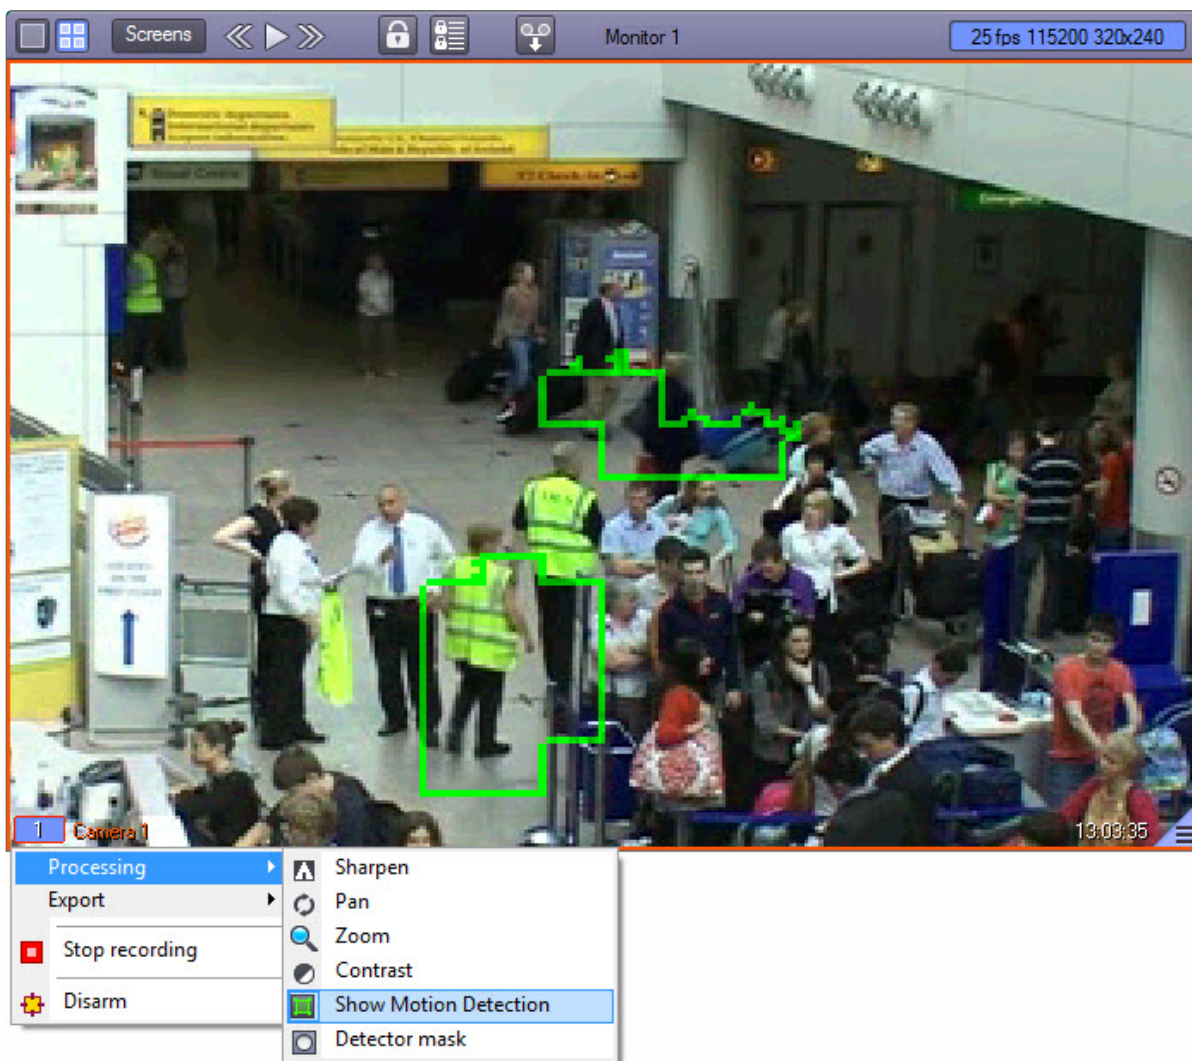 Screens
Monitor 1
25 fps 115200 320x240
Emergency
1
Camera 1
13:03:35
Processing
Export
Stop recording
Disarm
Sharpen
Pan
Zoom
Contrast
Show Motion Detection
Detector mask